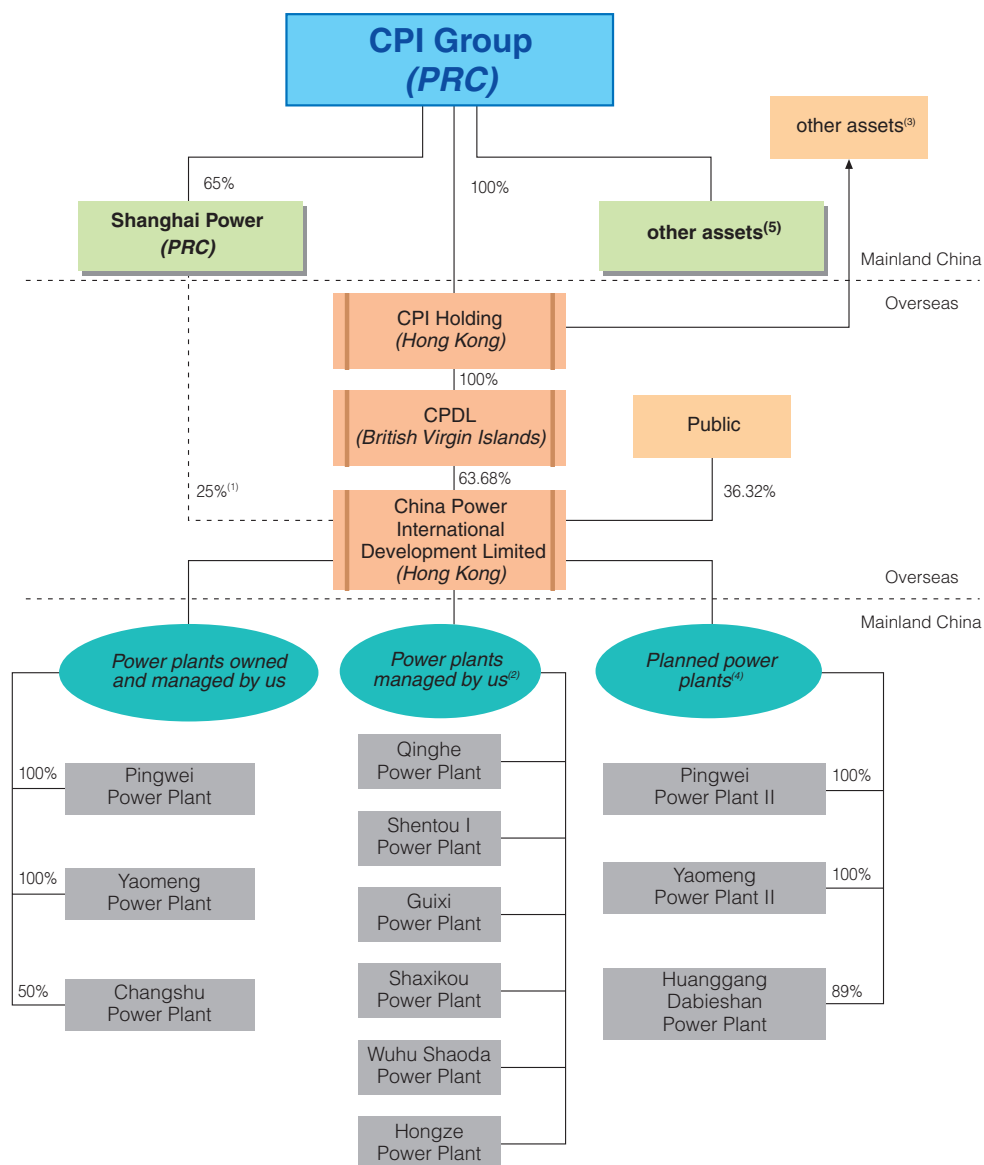 CPI Group
(PRC)
other assets(3)
65%
100%
Shanghai Power
(PRC)
other assets(5)
Mainland China
Overseas
CPI Holding
(Hong Kong)
100%
CPDL
(British Virgin Islands)
Public
63.68%
25%(1)
36.32%
China Power
International
Development Limited
(Hong Kong)
Overseas
Mainland China
Power plants owned
and managed by us
Power plants
managed by us(2)
Planned power
plants(4)
100%
Pingwei
Power Plant
100%
Yaomeng
Power Plant
50%
Changshu
Power Plant
Qinghe
Power Plant
Shentou I
Power Plant
Guixi
Power Plant
Shaxikou
Power Plant
Wuhu Shaoda
Power Plant
Hongze
Power Plant
Pingwei
Power Plant II
100%
Yaomeng
Power Plant II
100%
Huanggang
Dabieshan
Power Plant
89%